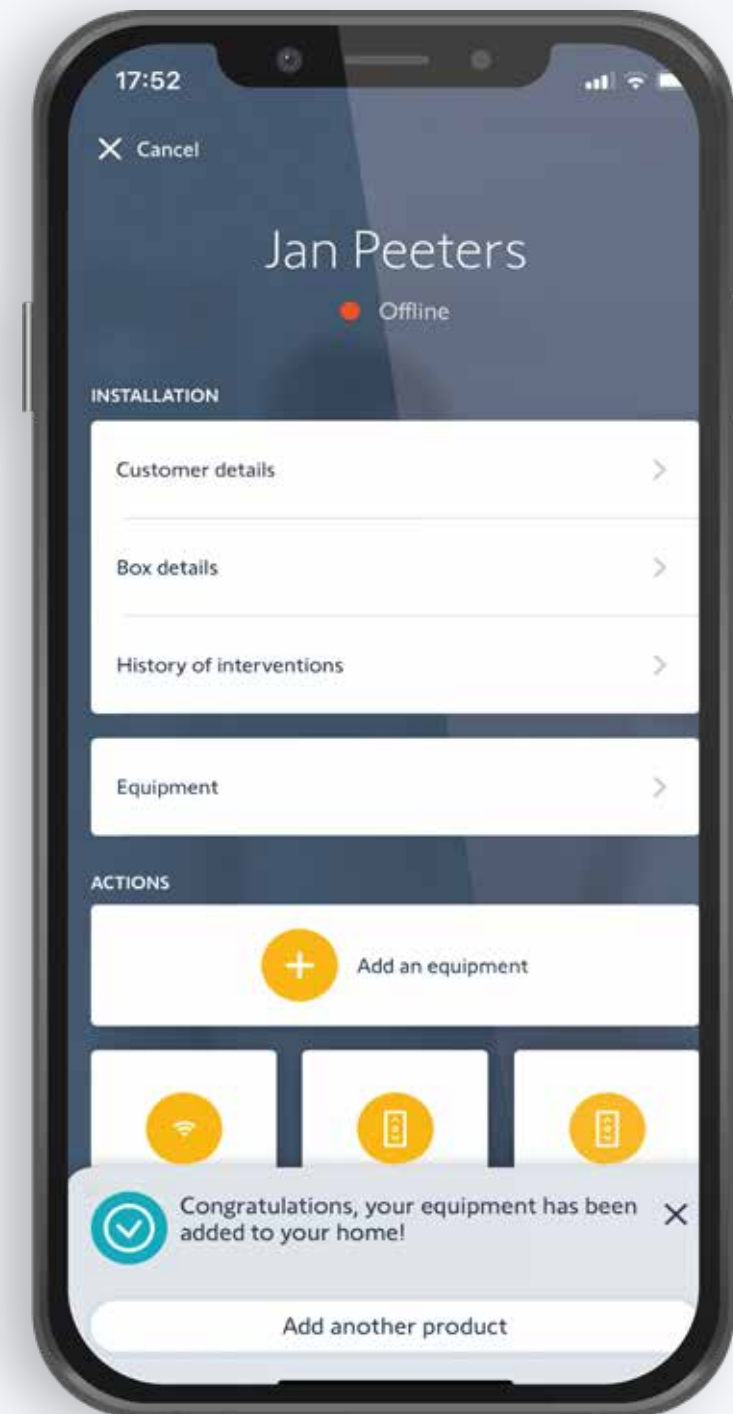 17:52
Cancel
Jan Peeters
Offline
INSTALLATION
Customer details
Box details
History of interventions
Equipment
ACTIONS
Add an equipment
Congratulations, your equipment has been
added to your home!
Add another product